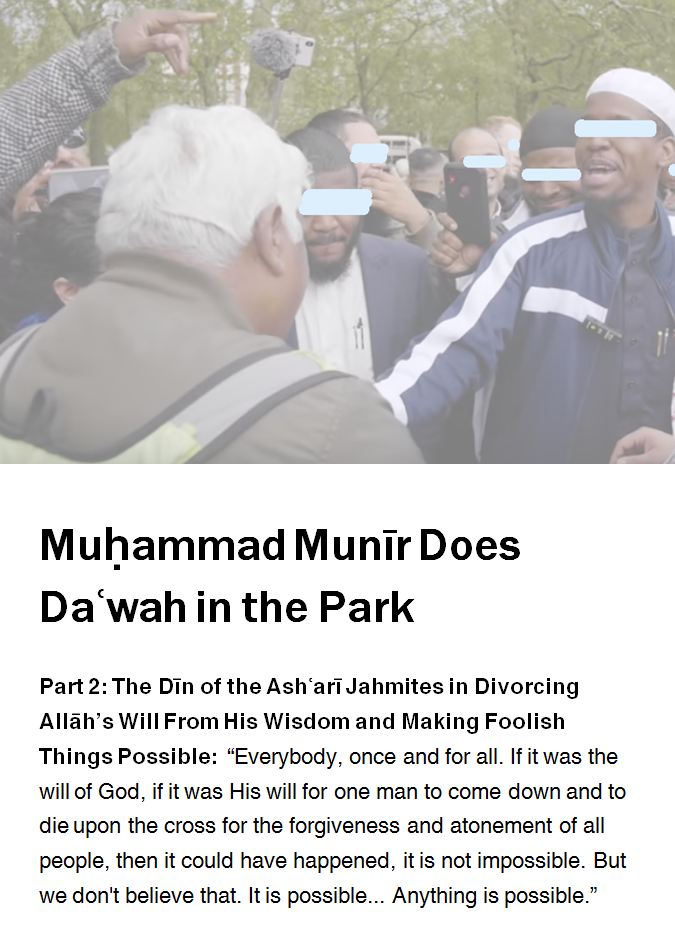 Muḥammad Munīr Does
Daʿwah in the Park
Part 2: The Dīn of the Ashʿarī Jahmites in Divorcing
Allāh’s Will From His Wisdom and Making Foolish
Things Possible: “Everybody, once and for all. If it was the
will of God, if it was His will for one man to come down and to
die upon the cross for the forgiveness and atonement of all
people, then it could have happened, it is not impossible. But
we don't believe that. It is possible... Anything is possible.”